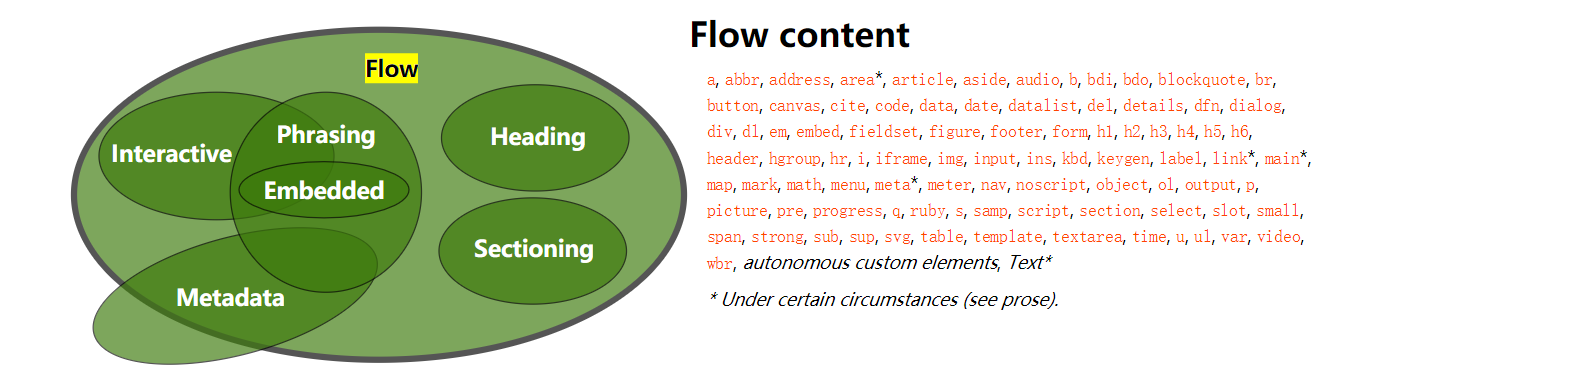 Flow
Phrasing
Interactive
Embedded
Metadata
Heading
Sectioning
Flow content
a, abbr, address, area*, article, aside, audio, b, bdi, bdo, blockquote, br,
button, canvas, cite, code, data, date, datalist, del, details, dfn, dialog,
div, dl, em, embed, fieldset, figure, footer, form, h1, h2, h3, h4, h5, h6,
header, hgroup, hr, i, iframe, img, input, ins, kbd, keygen, label, link*, main*,
map, mark, math, menu, meta*, meter, nav, noscript, object, ol, output, p,
picture, pre, progress, q, ruby, s, samp, script, section, select, slot, small,
span, strong, sub, sup, svg, table, template, textarea, time, u, ul, var, video,
wbr, autonomous custom elements, Text*
* Under certain circumstances (see prose).